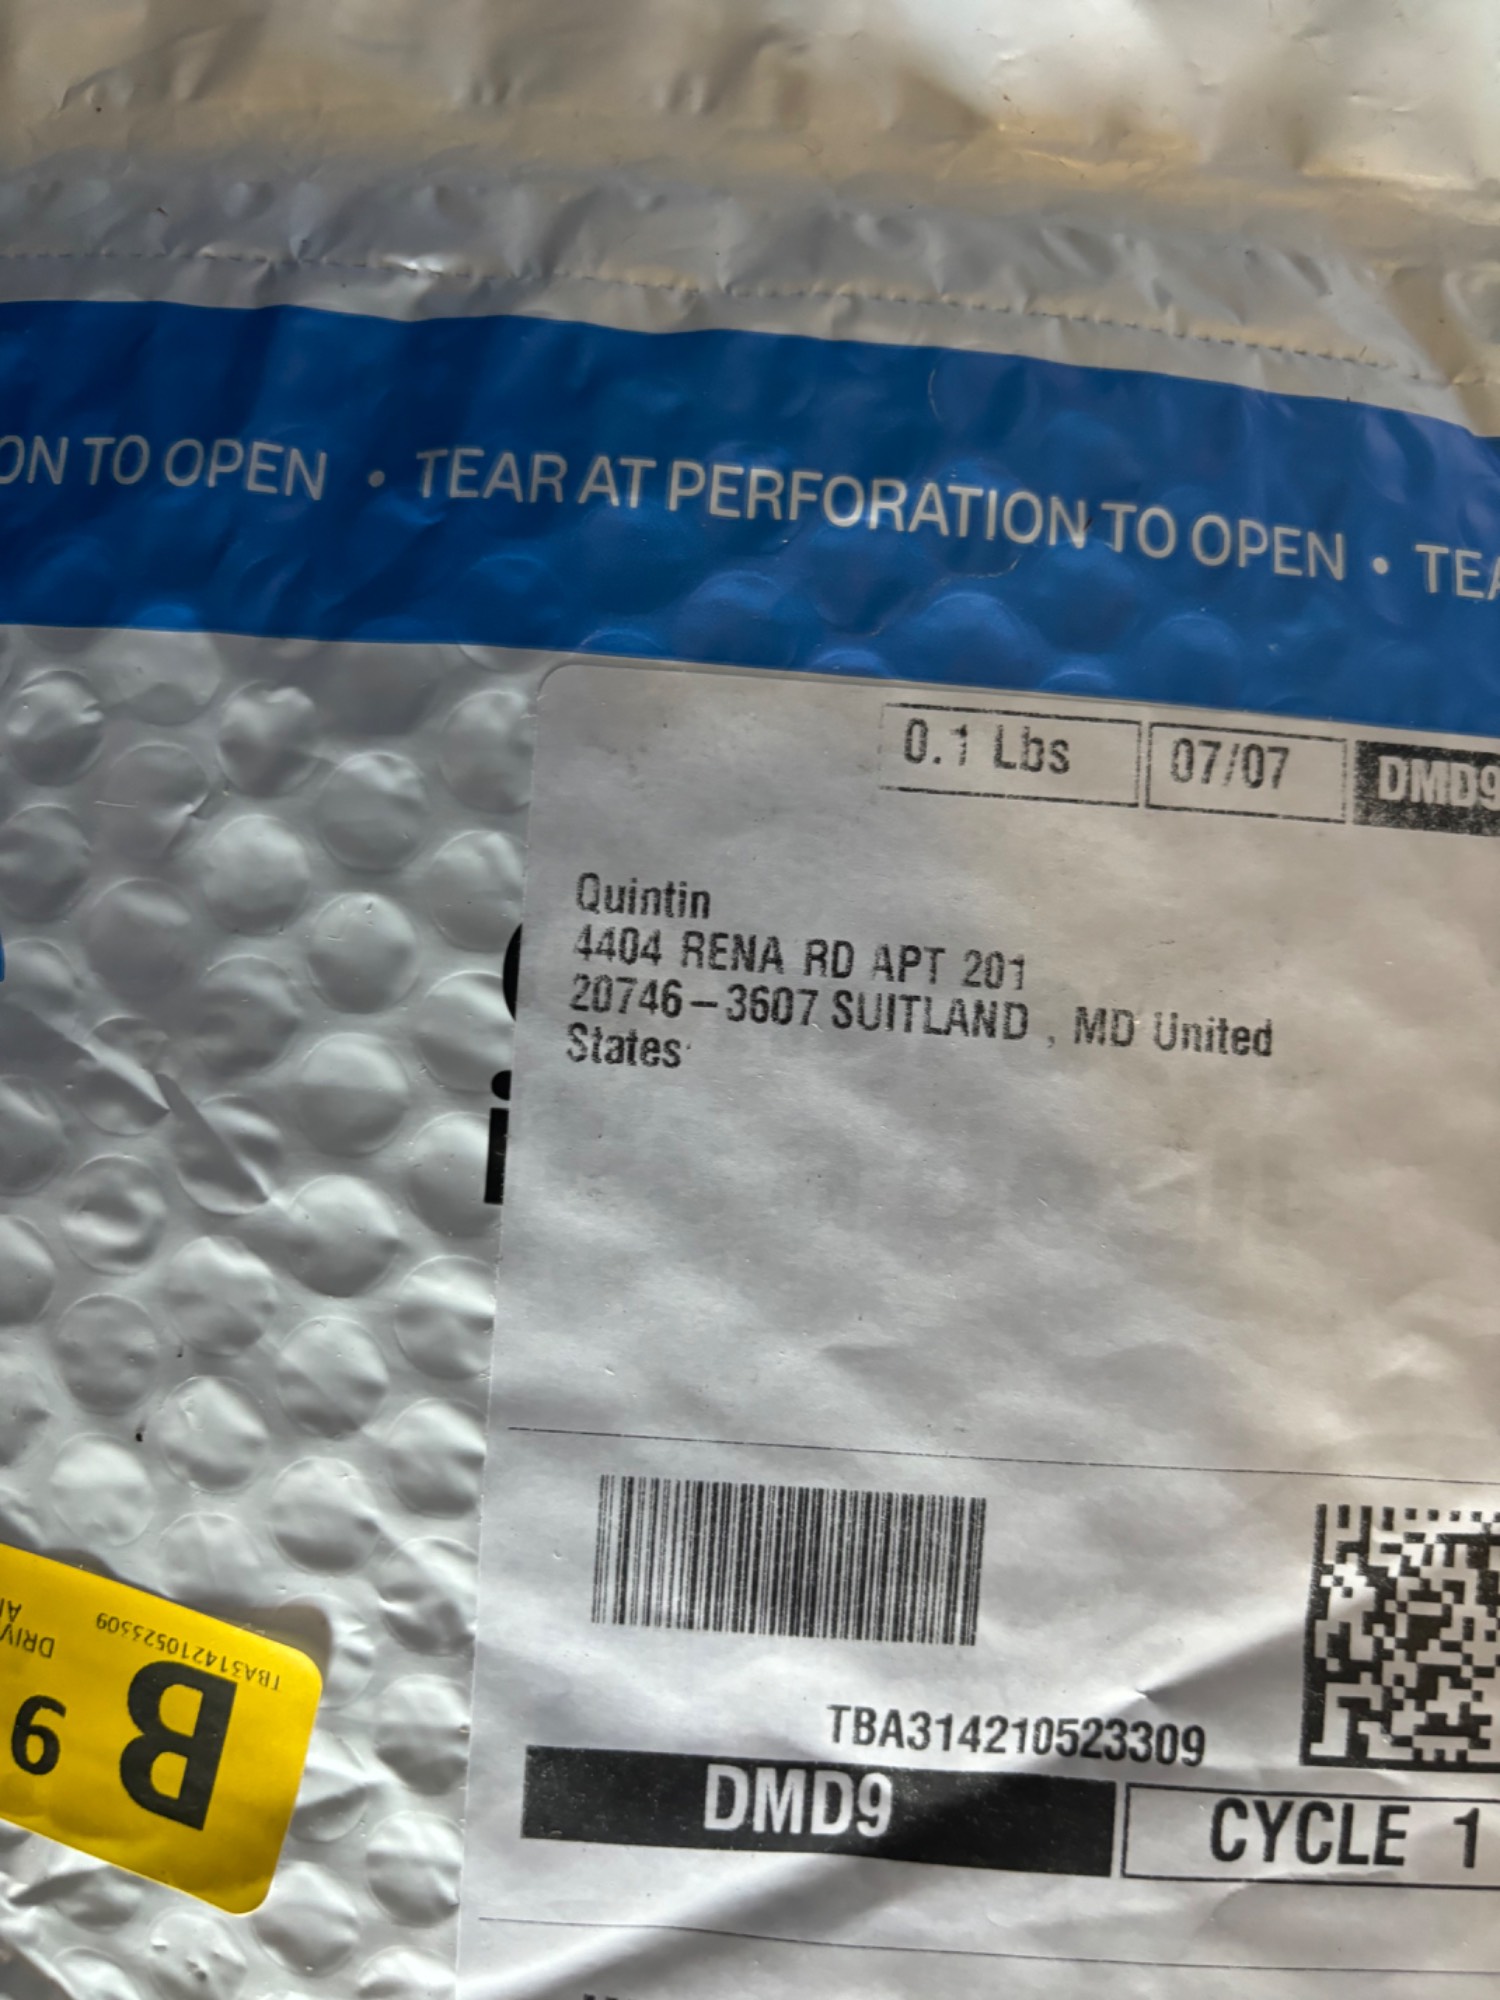 ON TO OPEN • TEAR AT PERFORATION TO OPEN • TEA
0.1 Lbs 07/07 DMD9
Quintin
4404 RENA RD APT 201
20746-3607 SUITLAND , MD United
States
TBA314210523309
DMD9 CYCLE 1
TBA314210523309
DRIV
B
9